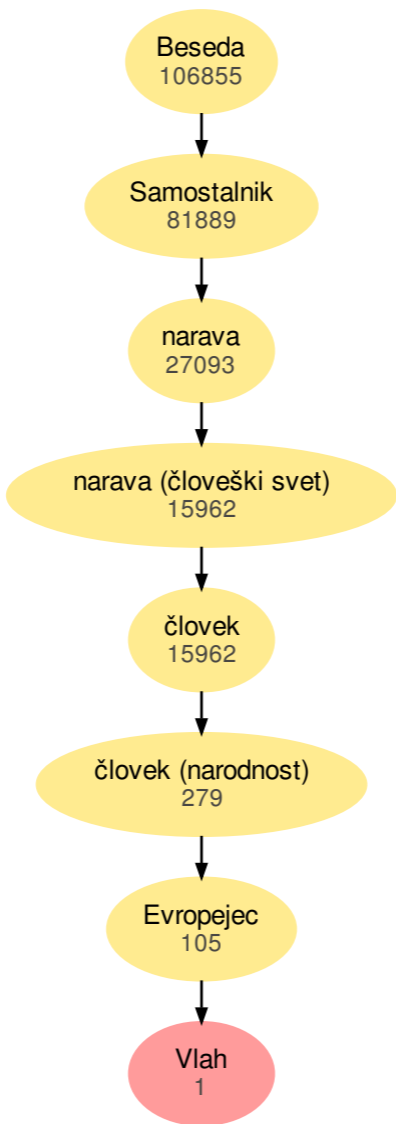 Beseda
106855
Samostalnik
81889
narava
27093
narava (človeški svet)
15962
človek
15962
človek (narodnost)
279
Evropejec
105
Vlah
1